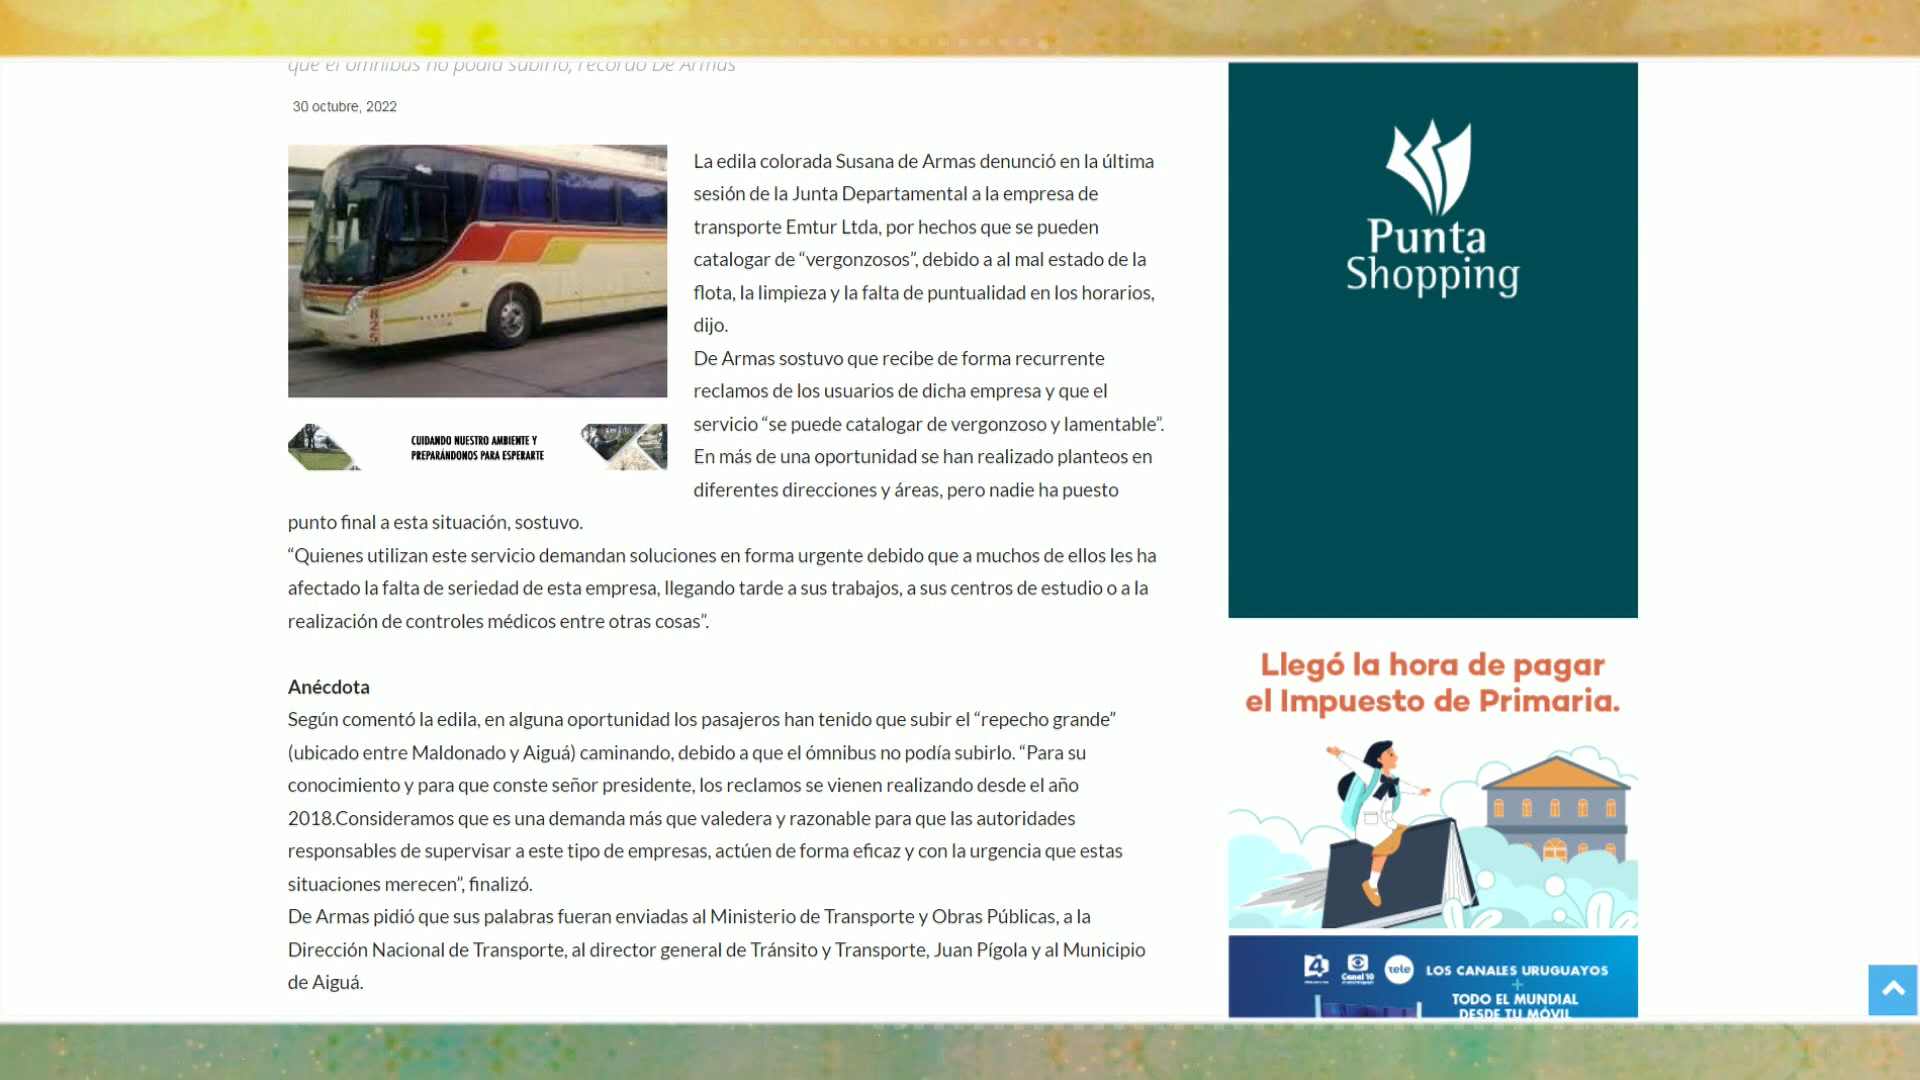 que el ómnibus no podía subirlo, recordó De Armas
30 octubre, 2022
La edila colorada Susana de Armas denunció en la última
sesión de la Junta Departamental a la empresa de
transporte Emtur Ltda, por hechos que se pueden
catalogar de “vergonzosos”, debido a al mal estado de la
flota, la limpieza y la falta de puntualidad en los horarios,
dijo.
De Armas sostuvo que recibe de forma recurrente
reclamos de los usuarios de dicha empresa y que el
servicio “se puede catalogar de vergonzoso y lamentable”.
En más de una oportunidad se han realizado planteos en
diferentes direcciones y áreas, pero nadie ha puesto
punto final a esta situación, sostuvo.
“Quienes utilizan este servicio demandan soluciones en forma urgente debido que a muchos de ellos les ha
afectado la falta de seriedad de esta empresa, llegando tarde a sus trabajos, a sus centros de estudio o a la
realización de controles médicos entre otras cosas”.
Anécdota
Según comentó la edila, en alguna oportunidad los pasajeros han tenido que subir el “repecho grande”
(ubicado entre Maldonado y Aiguá) caminando, debido a que el ómnibus no podía subirlo. “Para su
conocimiento y para que conste señor presidente, los reclamos se vienen realizando desde el año
2018.Consideramos que es una demanda más que valedera y razonable para que las autoridades
responsables de supervisar a este tipo de empresas, actúen de forma eficaz y con la urgencia que estas
situaciones merecen”, finalizó.
De Armas pidió que sus palabras fueran enviadas al Ministerio de Transporte y Obras Públicas, a la
Dirección Nacional de Transporte, al director general de Tránsito y Transporte, Juan Pígola y al Municipio
de Aiguá.
825
CUIDANDO NUESTRO AMBIENTE Y
PREPARÁNDONOS PARA ESPERARTE
Punta
Shopping
Llegó la hora de pagar
el Impuesto de Primaria.
4
Canal 10
tele
LOS CANALES URUGUAYOS
+
TODO EL MUNDIAL
DESDE TU MÓVIL